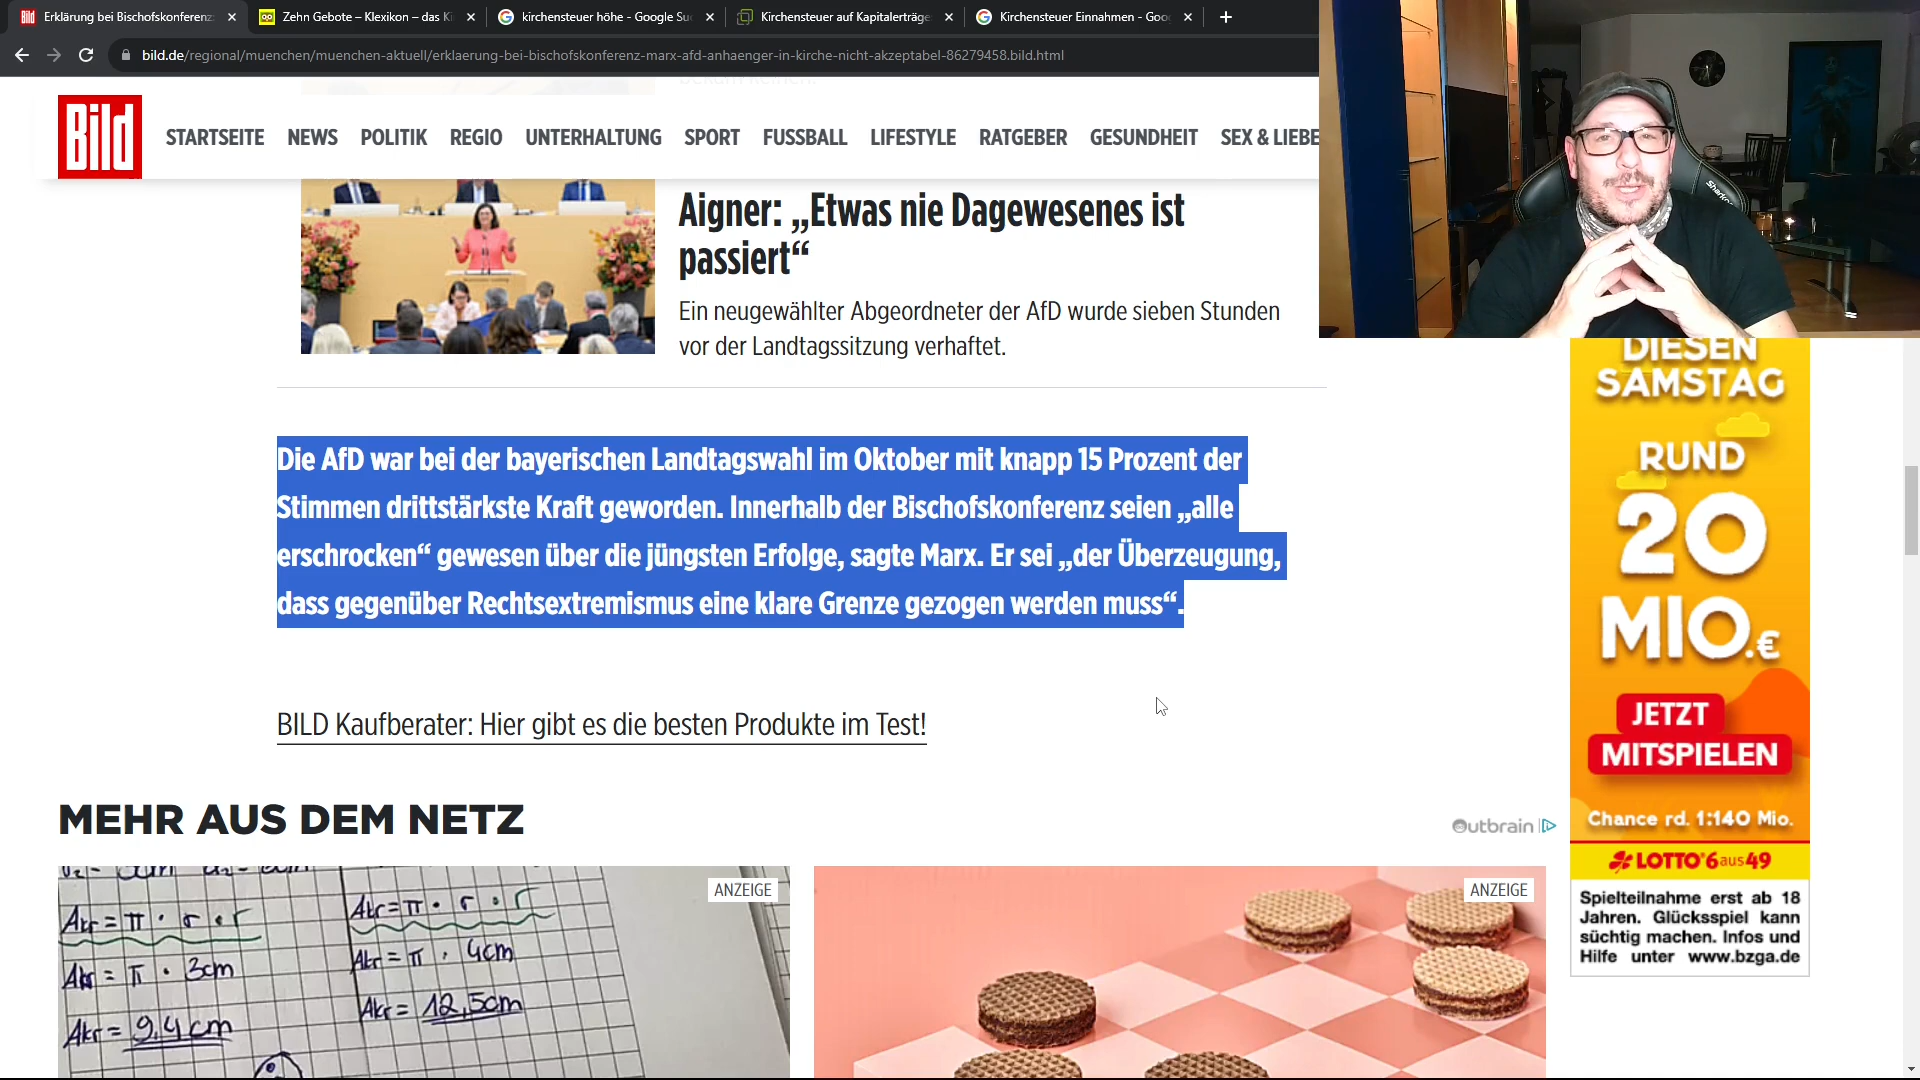 Erklärung bei Bischofskonferenz:
Zehn Gebote – Klexikon – das Ki
kirchensteuer höhe - Google Suc
Kirchensteuer auf Kapitalerträge
Kirchensteuer Einnahmen - Goog
bild.de/regional/muenchen/muenchen-aktuell/erklaerung-bei-bischofskonferenz-marx-afd-anhaenger-in-kirche-nicht-akzeptabel-86279458.bild.html
Bild
STARTSEITE NEWS POLITIK REGIO UNTERHALTUNG SPORT FUSSBALL LIFESTYLE RATGEBER GESUNDHEIT SEX & LIEBE
Aigner: „Etwas nie Dagewesenes ist
passiert“
Ein neugewählter Abgeordneter der AfD wurde sieben Stunden
vor der Landtagssitzung verhaftet.
Die AfD war bei der bayerischen Landtagswahl im Oktober mit knapp 15 Prozent der
Stimmen drittstärkste Kraft geworden. Innerhalb der Bischofskonferenz seien „alle
erschrocken“ gewesen über die jüngsten Erfolge, sagte Marx. Er sei „der Überzeugung,
dass gegenüber Rechtsextremismus eine klare Grenze gezogen werden muss“.
BILD Kaufberater: Hier gibt es die besten Produkte im Test!
MEHR AUS DEM NETZ
Outbrain
ANZEIGE
Akr = π · r · r
Akr = π · 3cm
Akr = 9,4cm
Akr = π · r · r
Akr = π · 4cm
Akr = 12,5cm
ANZEIGE
DIESEN
SAMSTAG
RUND
20
MIO.€
JETZT
MITSPIELEN
Chance rd. 1:140 Mio.
LOTTO 6aus49
Spielteilnahme erst ab 18
Jahren. Glücksspiel kann
süchtig machen. Infos und
Hilfe unter www.bzga.de